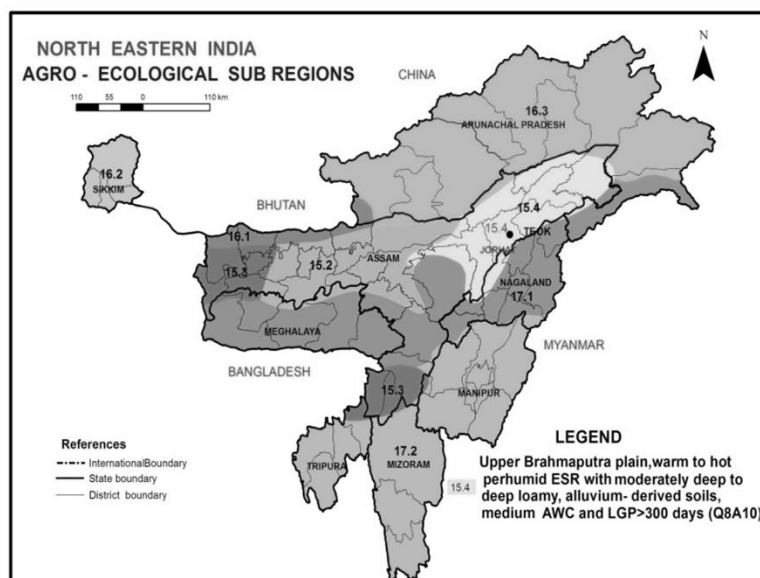 NORTH EASTERN INDIA
AGRO - ECOLOGICAL SUB REGIONS
110 55 0 110 km
N
CHINA
16.3
ARUNACHAL PRADESH
16.2
SIKKIM
BHUTAN
15.4
15.4
TEOK
JORHAT
16.1
15.2
ASSAM
15.3
NAGALAND
17.1
MEGHALAYA
MYANMAR
BANGLADESH
15.3
MANIPUR
17.2
TRIPURA
MIZORAM
References
InternationalBoundary
State boundary
District boundary
LEGEND
15.4
Upper Brahmaputra plain,warm to hot
perhumid ESR with moderately deep to
deep loamy, alluvium- derived soils,
medium AWC and LGP>300 days (Q8A10)